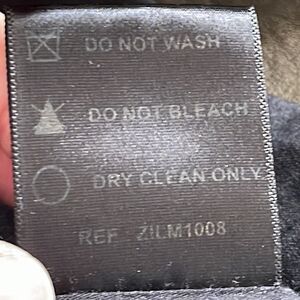 DO NOT WASH
DO NOT BLEACH
DRY CLEAN ONLY
REF ZILM1008